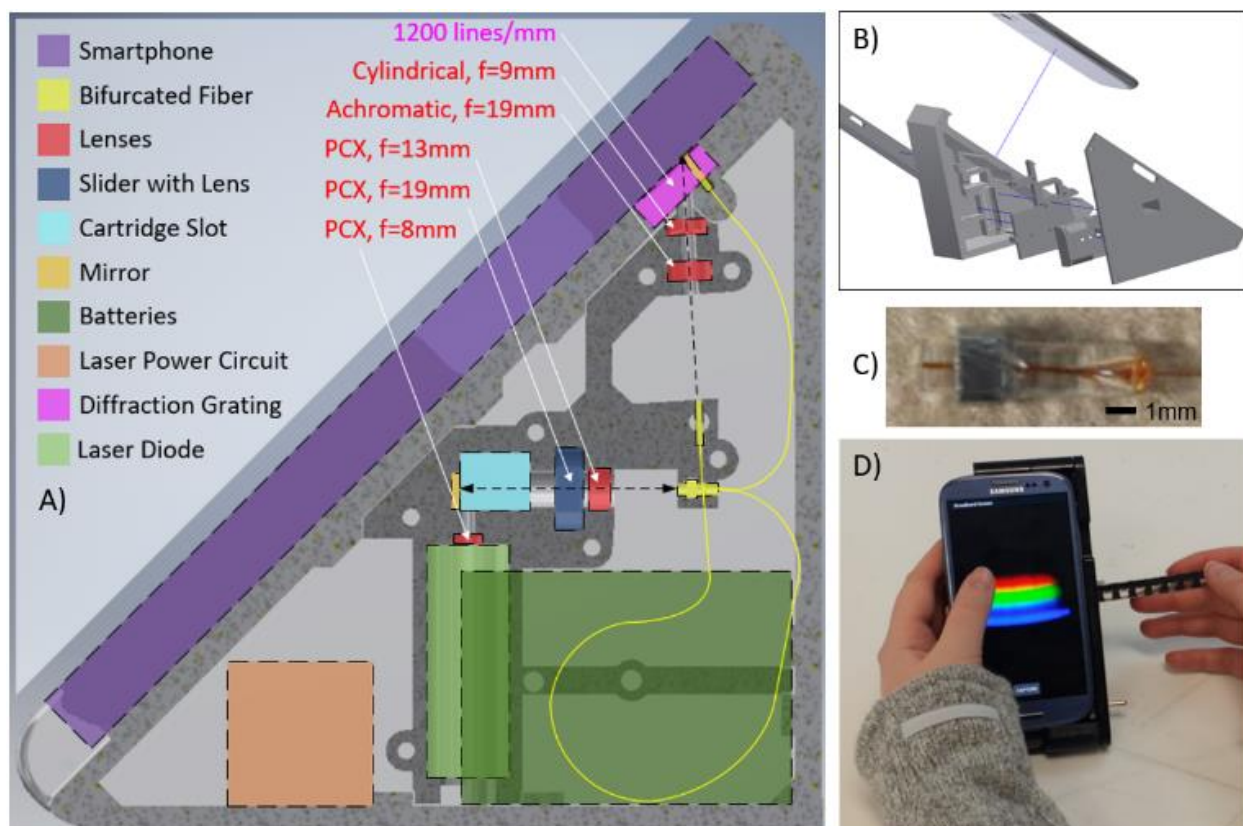 Smartphone
Bifurcated Fiber
Lenses
Slider with Lens
Cartridge Slot
Mirror
Batteries
Laser Power Circuit
Diffraction Grating
Laser Diode
A)
1200 lines/mm
Cylindrical, f=9mm
Achromatic, f=19mm
PCX, f=13mm
PCX, f=19mm
PCX, f=8mm
B)
C)
1mm
D)
SAMSUNG